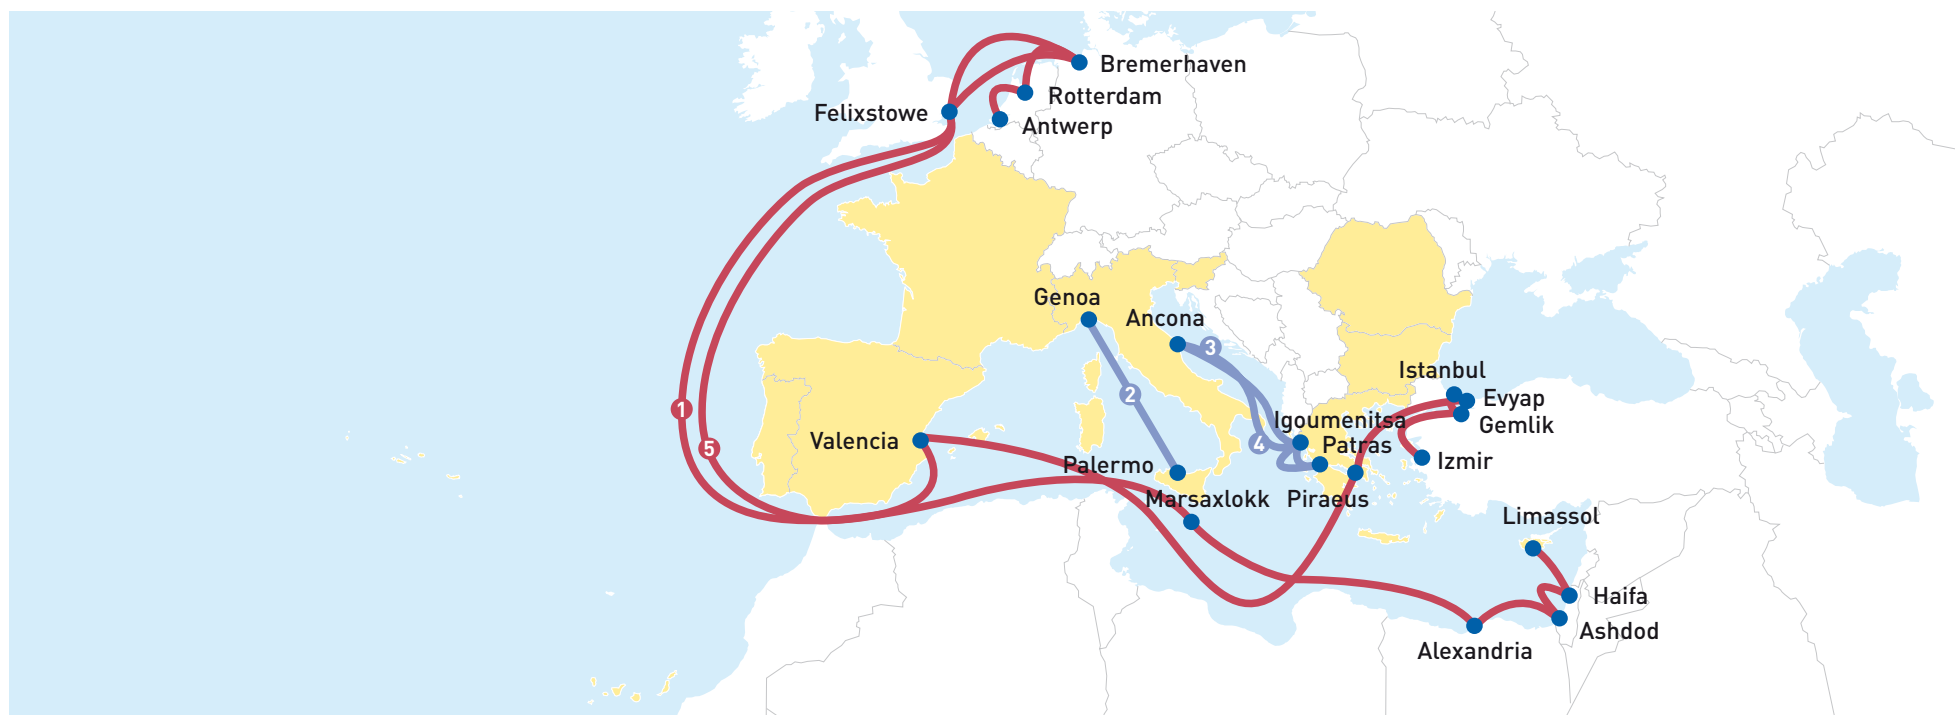 Bremerhaven
Rotterdam
Felixstowe
Antwerp
Genoa
Ancona
3
Istanbul
2
Evyap
1
Igoumenitsa
Gemlik
Valencia
4
Patras
5
Palermo
Izmir
Marsaxlokk
Piraeus
Limassol
Haifa
Ashdod
Alexandria